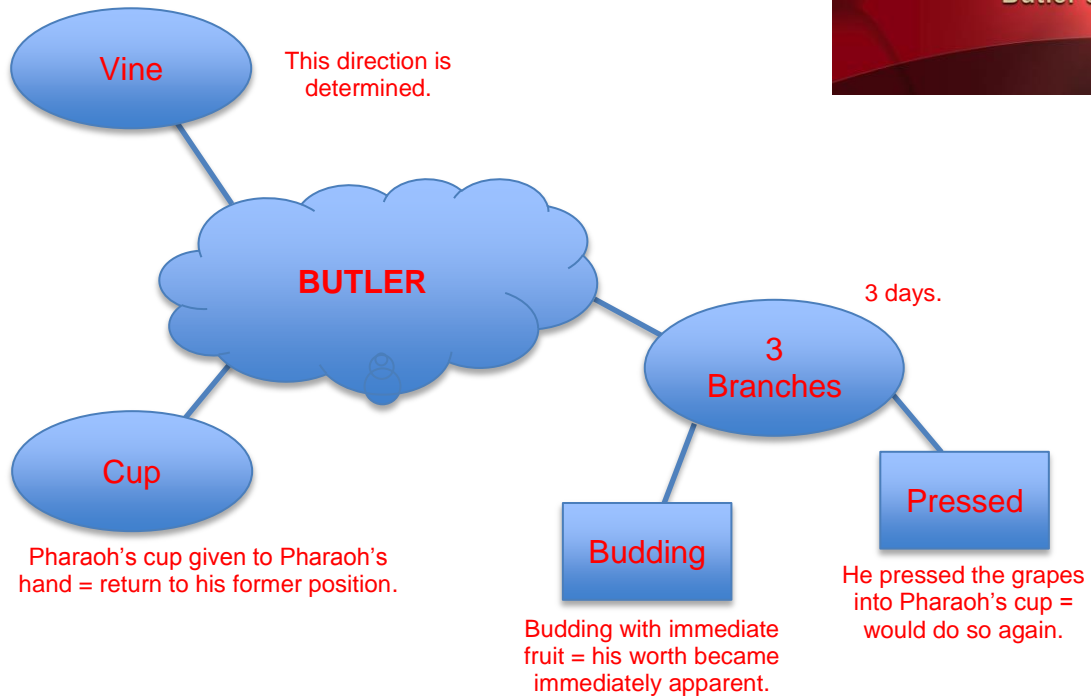 Butler
Vine
This direction is
determined.
BUTLER
3 days.
3
Branches
Cup
Pressed
Pharaoh’s cup given to Pharaoh’s
hand = return to his former position.
Budding
He pressed the grapes
into Pharaoh’s cup =
would do so again.
Budding with immediate
fruit = his worth became
immediately apparent.